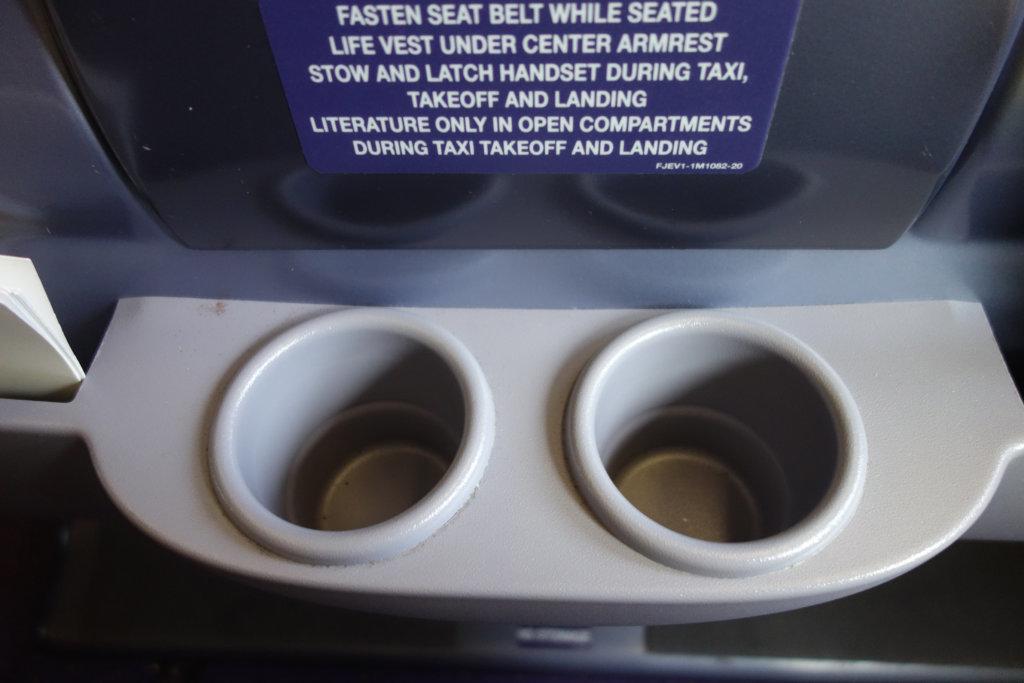 FASTEN SEAT BELT WHILE SEATED
LIFE VEST UNDER CENTER ARMREST
STOW AND LATCH HANDSET DURING TAXI,
TAKEOFF AND LANDING
LITERATURE ONLY IN OPEN COMPARTMENTS
DURING TAXI TAKEOFF AND LANDING
FJEV1-1M1082-20